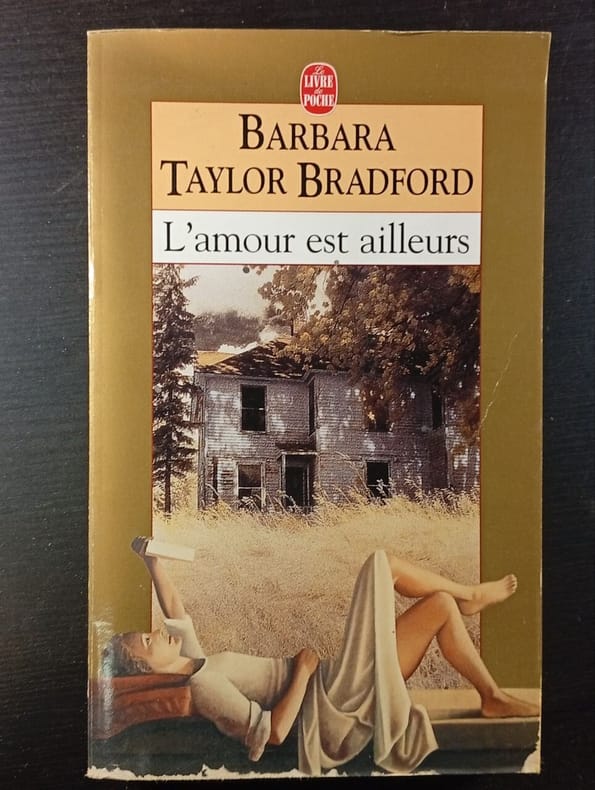 Le
LIVRE
de
POCHE
BARBARA
TAYLOR BRADFORD
L'amour est ailleurs